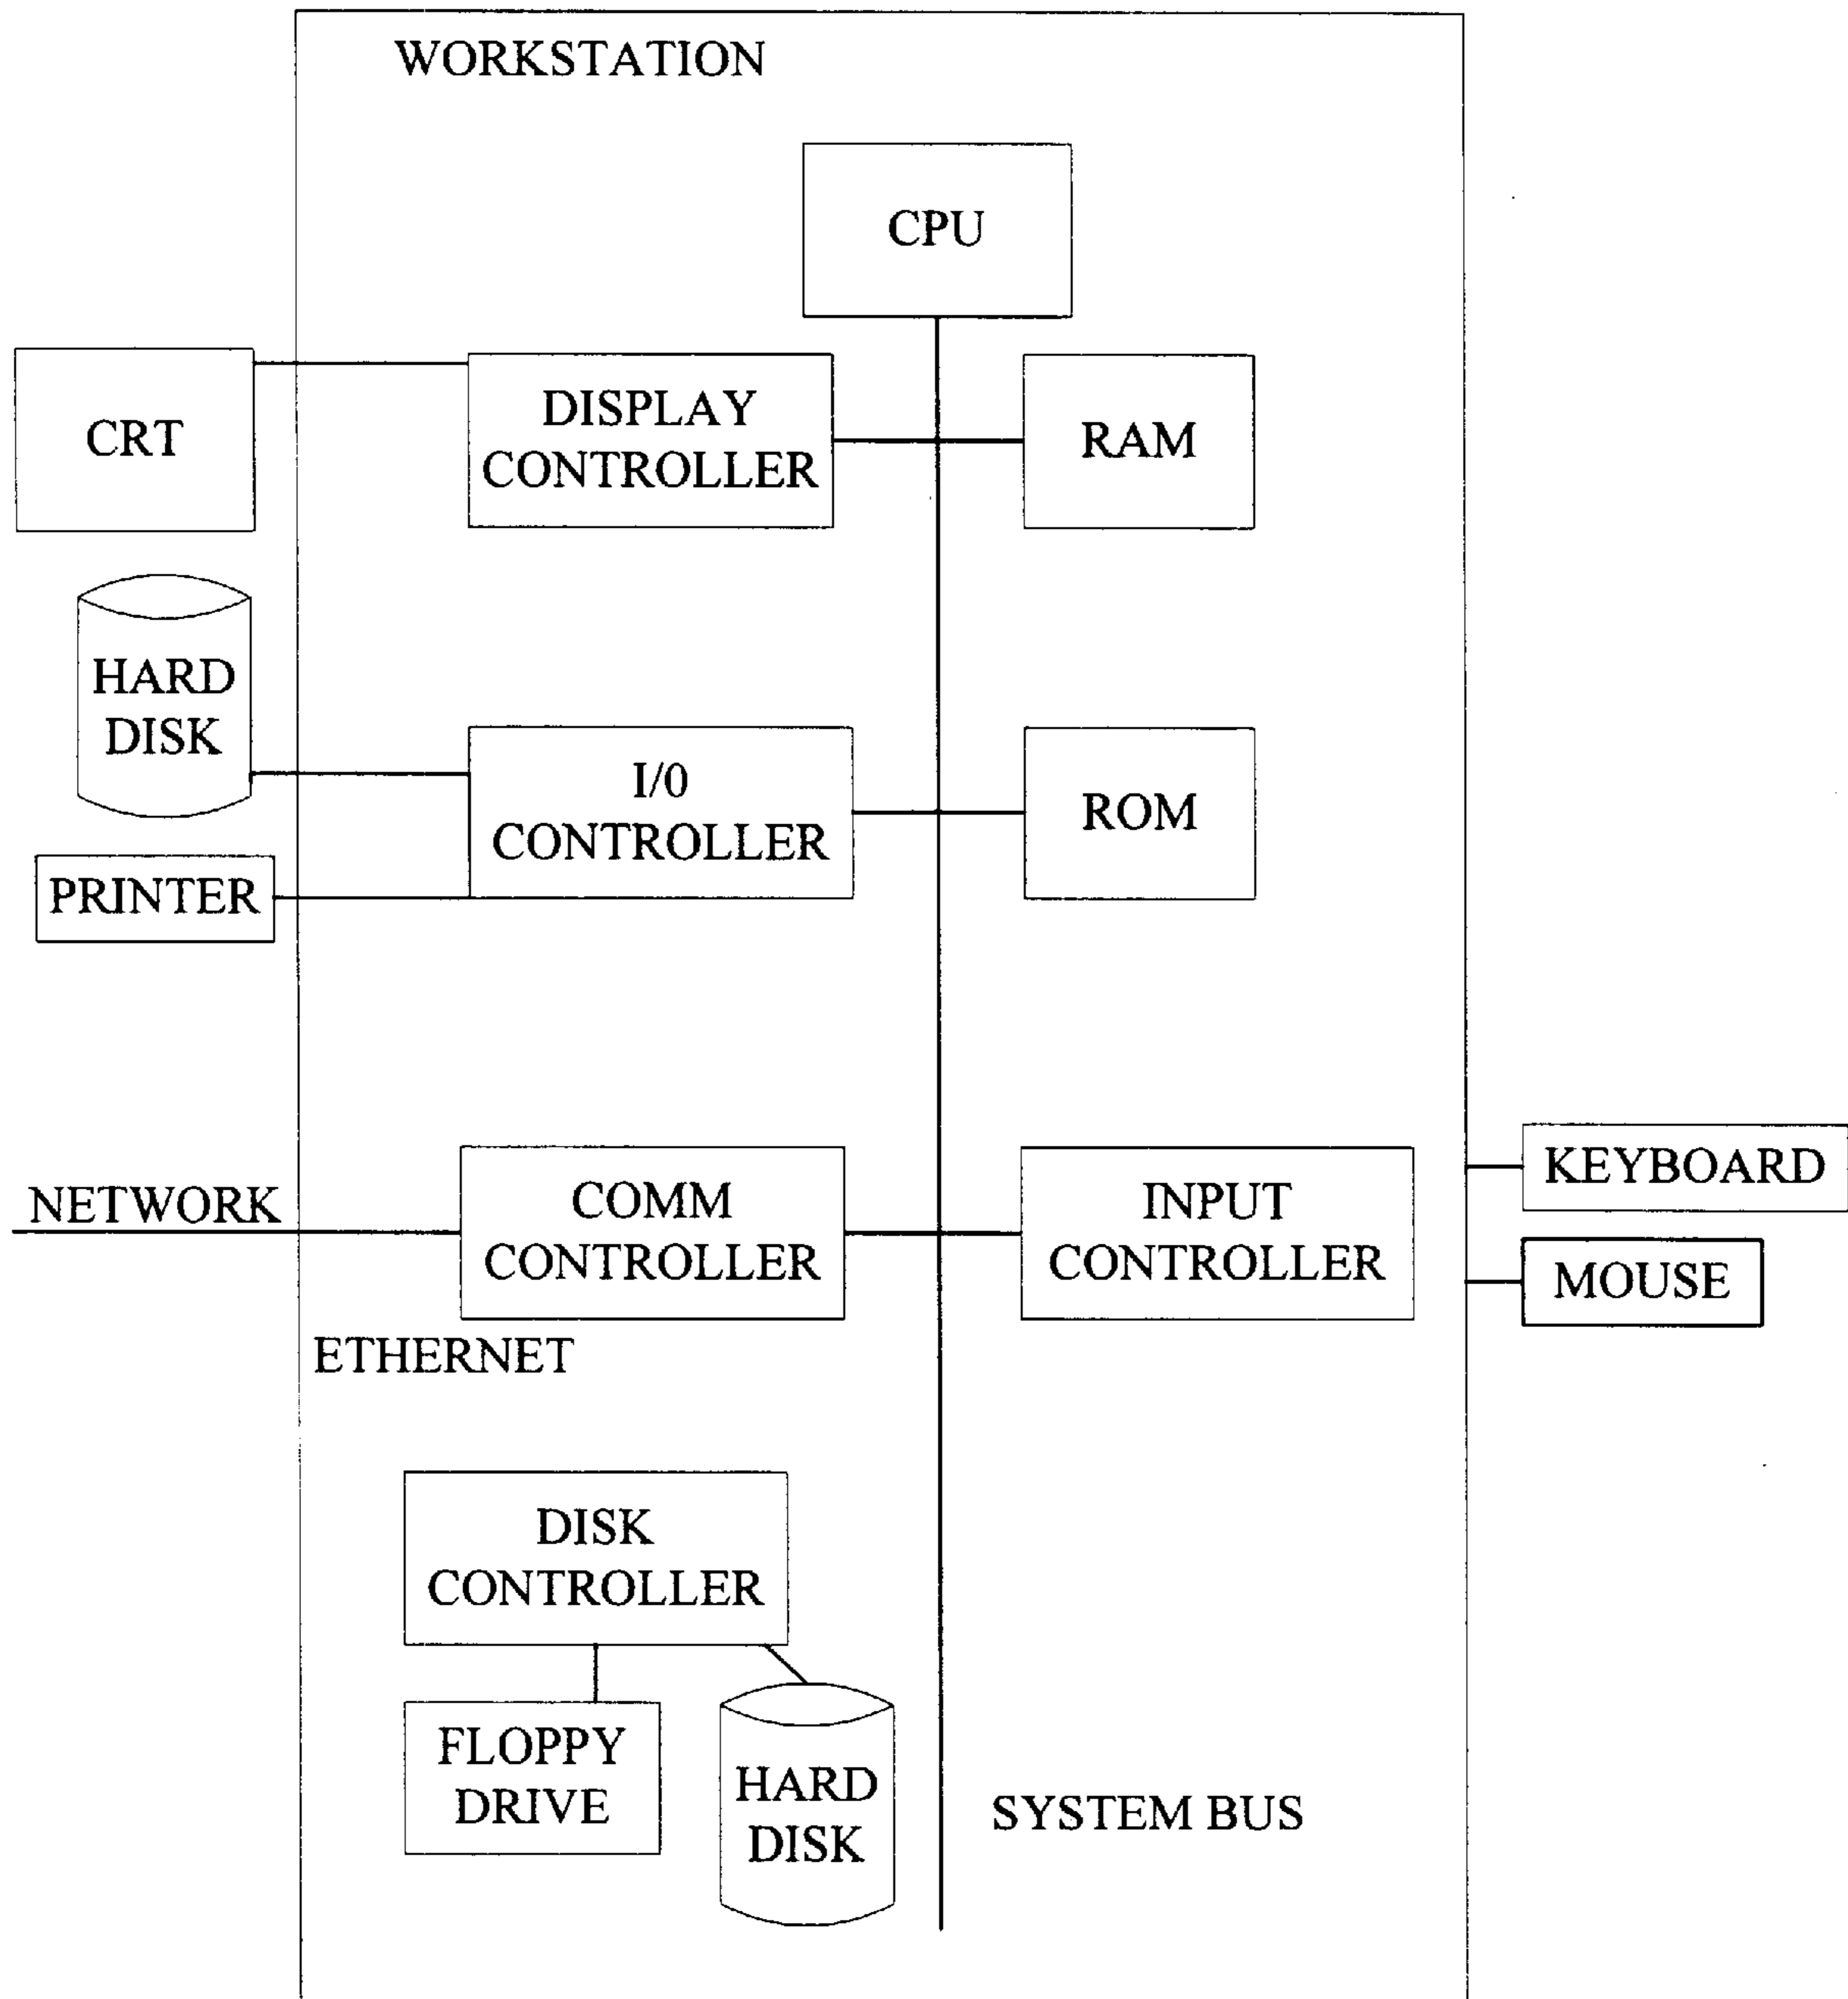 WORKSTATION
CPU
CRT
DISPLAY
CONTROLLER
RAM
HARD
DISK
I/0
CONTROLLER
ROM
PRINTER
NETWORK
COMM
CONTROLLER
INPUT
CONTROLLER
KEYBOARD
MOUSE
ETHERNET
DISK
CONTROLLER
FLOPPY
DRIVE
HARD
DISK
SYSTEM BUS